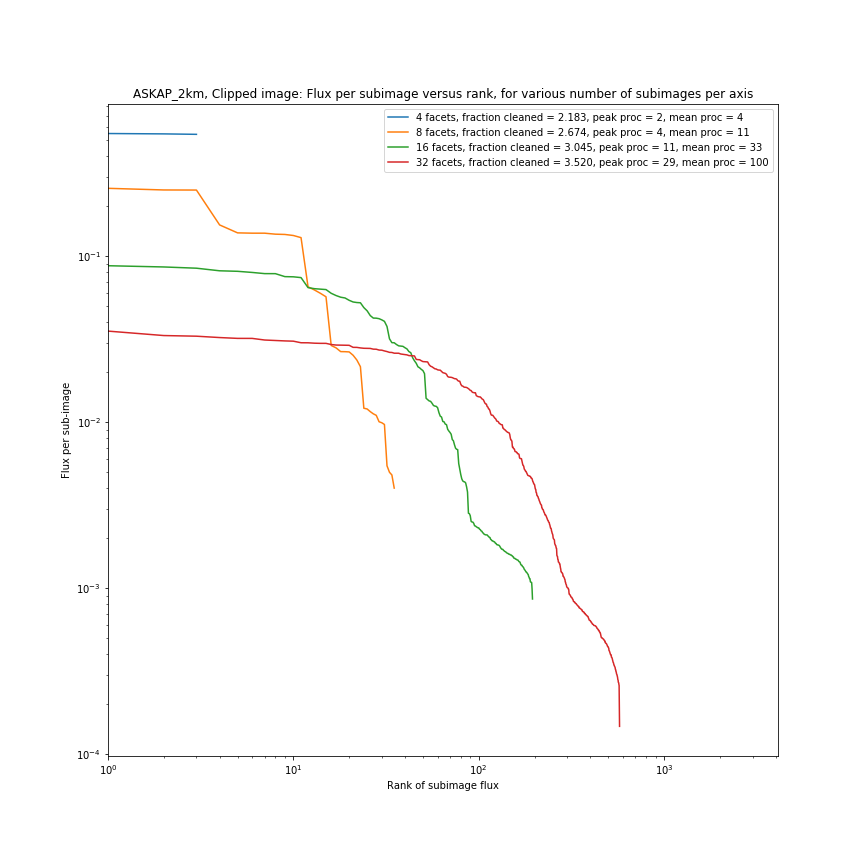 ASKAP_2km, Clipped image: Flux per subimage versus rank, for various number of subimages per axis
4 facets, fraction cleaned = 2.183, peak proc = 2, mean proc = 4
8 facets, fraction cleaned = 2.674, peak proc = 4, mean proc = 11
16 facets, fraction cleaned = 3.045, peak proc = 11, mean proc = 33
32 facets, fraction cleaned = 3.520, peak proc = 29, mean proc = 100
Flux per sub-image
10⁻¹
10⁻²
10⁻³
10⁻⁴
10⁰ 10¹ 10² 10³
Rank of subimage flux